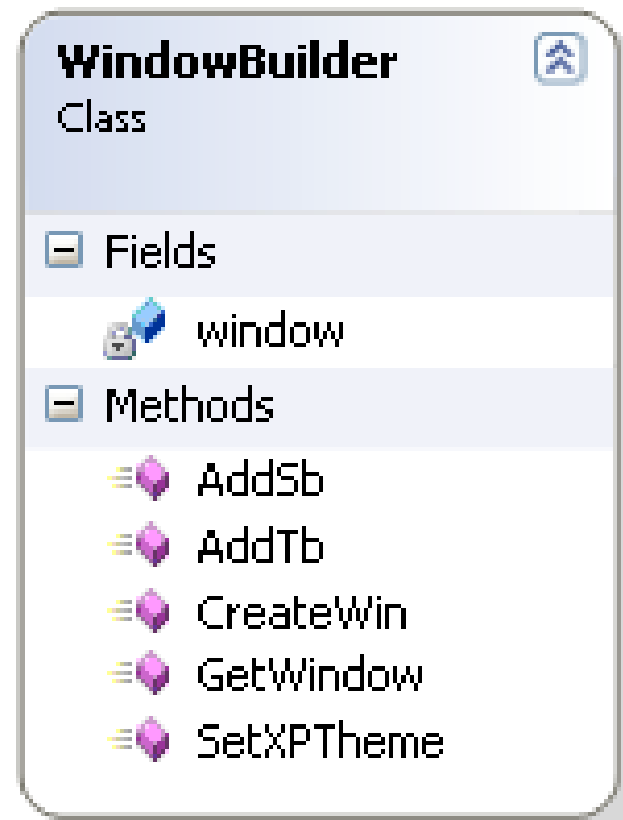 WindowBuilder
Class
Fields
window
Methods
AddSb
AddTb
CreateWin
GetWindow
SetXPTheme